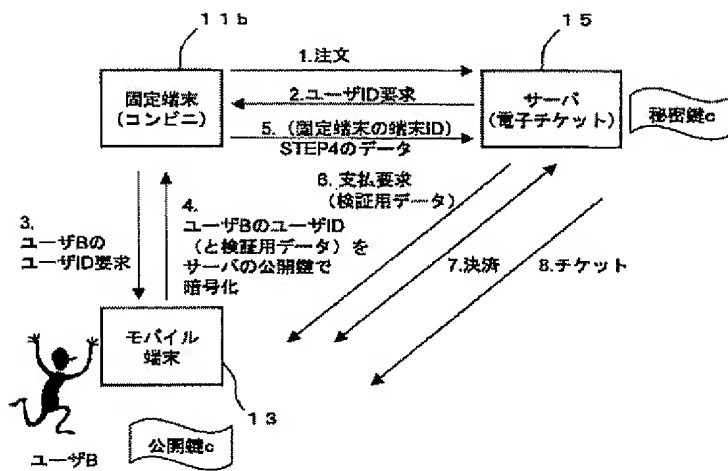 11b
15
1.注文
固定端末
(コンビニ)
2.ユーザID要求
サーバ
(電子チケット)
秘密鍵c
5. (固定端末の端末ID)
STEP4のデータ
6. 支払要求
(検証用データ)
3.
ユーザBの
ユーザID要求
4.
ユーザBのユーザID
(と検証用データ)を
サーバの公開鍵で
暗号化
7.決済
8.チケット
モバイル
端末
13
ユーザB
公開鍵c